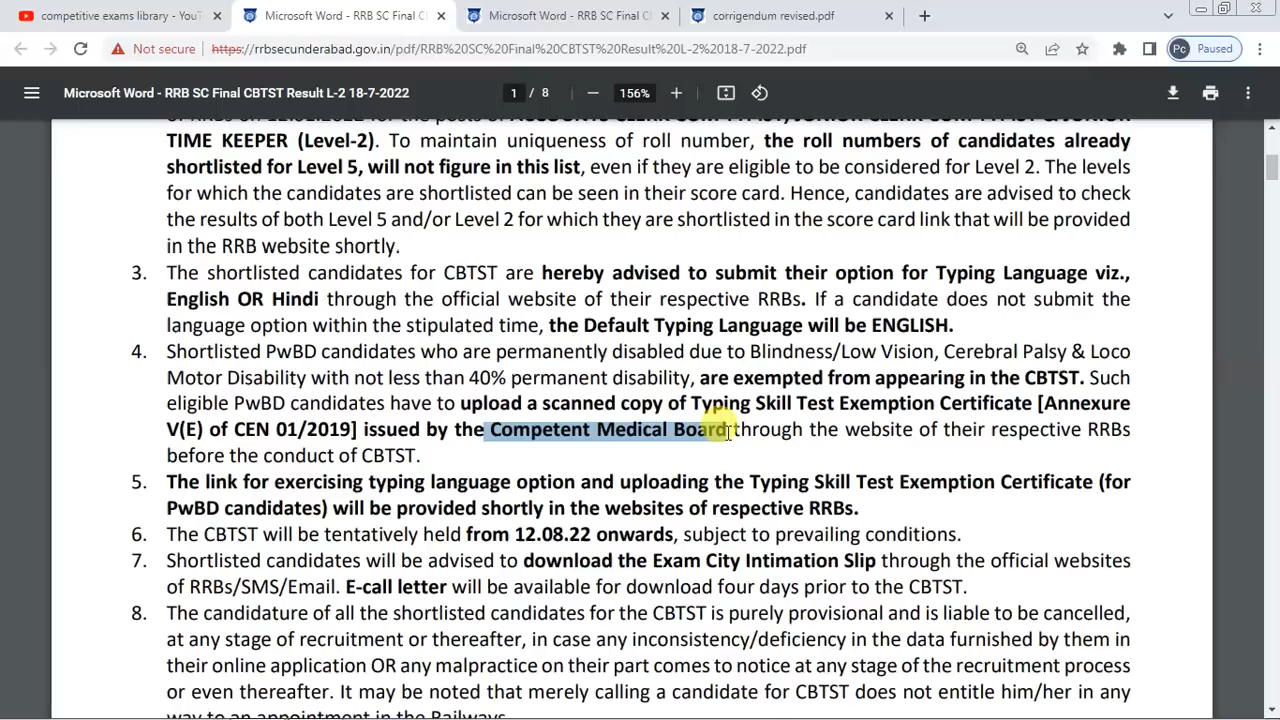 competitive exams library - YouT
Microsoft Word - RRB SC Final C
Microsoft Word - RRB SC Final C
corrigendum revised.pdf
Not secure
https://rrbsecunderabad.gov.in/pdf/RRB%20SC%20Final%20CBTST%20Result%20L-2%2018-7-2022.pdf
Pc
Paused
Microsoft Word - RRB SC Final CBTST Result L-2 18-7-2022
1 / 8
156%
TIME KEEPER (Level-2). To maintain uniqueness of roll number, the roll numbers of candidates already
shortlisted for Level 5, will not figure in this list, even if they are eligible to be considered for Level 2. The levels
for which the candidates are shortlisted can be seen in their score card. Hence, candidates are advised to check
the results of both Level 5 and/or Level 2 for which they are shortlisted in the score card link that will be provided
in the RRB website shortly.
3. The shortlisted candidates for CBTST are hereby advised to submit their option for Typing Language viz.,
English OR Hindi through the official website of their respective RRBs. If a candidate does not submit the
language option within the stipulated time, the Default Typing Language will be ENGLISH.
4. Shortlisted PwBD candidates who are permanently disabled due to Blindness/Low Vision, Cerebral Palsy & Loco
Motor Disability with not less than 40% permanent disability, are exempted from appearing in the CBTST. Such
eligible PwBD candidates have to upload a scanned copy of Typing Skill Test Exemption Certificate [Annexure
V(E) of CEN 01/2019] issued by the Competent Medical Board through the website of their respective RRBs
before the conduct of CBTST.
5. The link for exercising typing language option and uploading the Typing Skill Test Exemption Certificate (for
PwBD candidates) will be provided shortly in the websites of respective RRBs.
6. The CBTST will be tentatively held from 12.08.22 onwards, subject to prevailing conditions.
7. Shortlisted candidates will be advised to download the Exam City Intimation Slip through the official websites
of RRBs/SMS/Email. E-call letter will be available for download four days prior to the CBTST.
8. The candidature of all the shortlisted candidates for the CBTST is purely provisional and is liable to be cancelled,
at any stage of recruitment or thereafter, in case any inconsistency/deficiency in the data furnished by them in
their online application OR any malpractice on their part comes to notice at any stage of the recruitment process
or even thereafter. It may be noted that merely calling a candidate for CBTST does not entitle him/her in any
way to an appointment in the Railways.